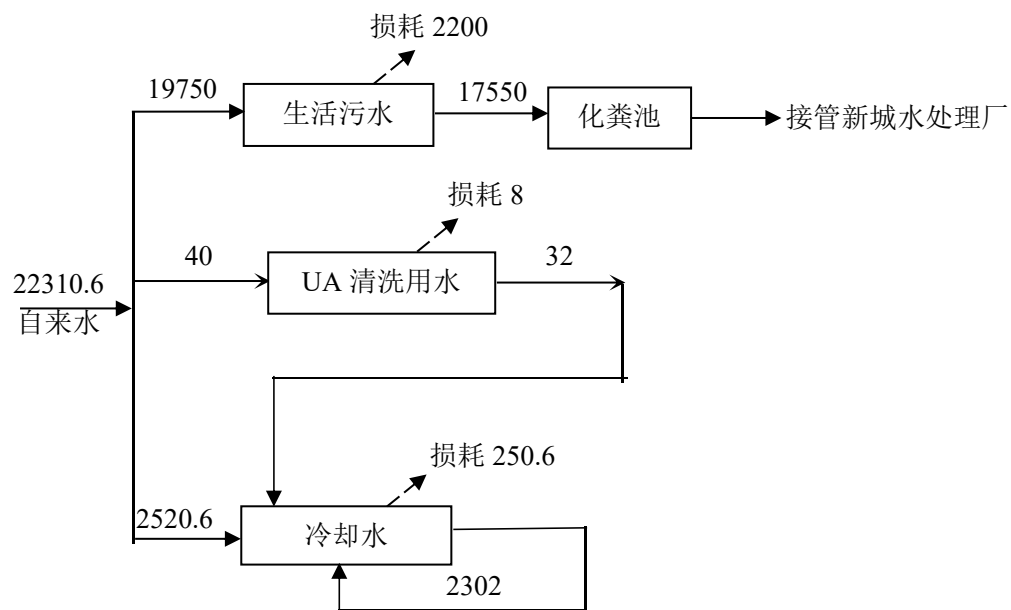 损耗 2200
19750
生活污水
17550
化粪池
接管新城水处理厂
损耗 8
40
UA 清洗用水
32
22310.6
自来水
损耗 250.6
2520.6
冷却水
2302